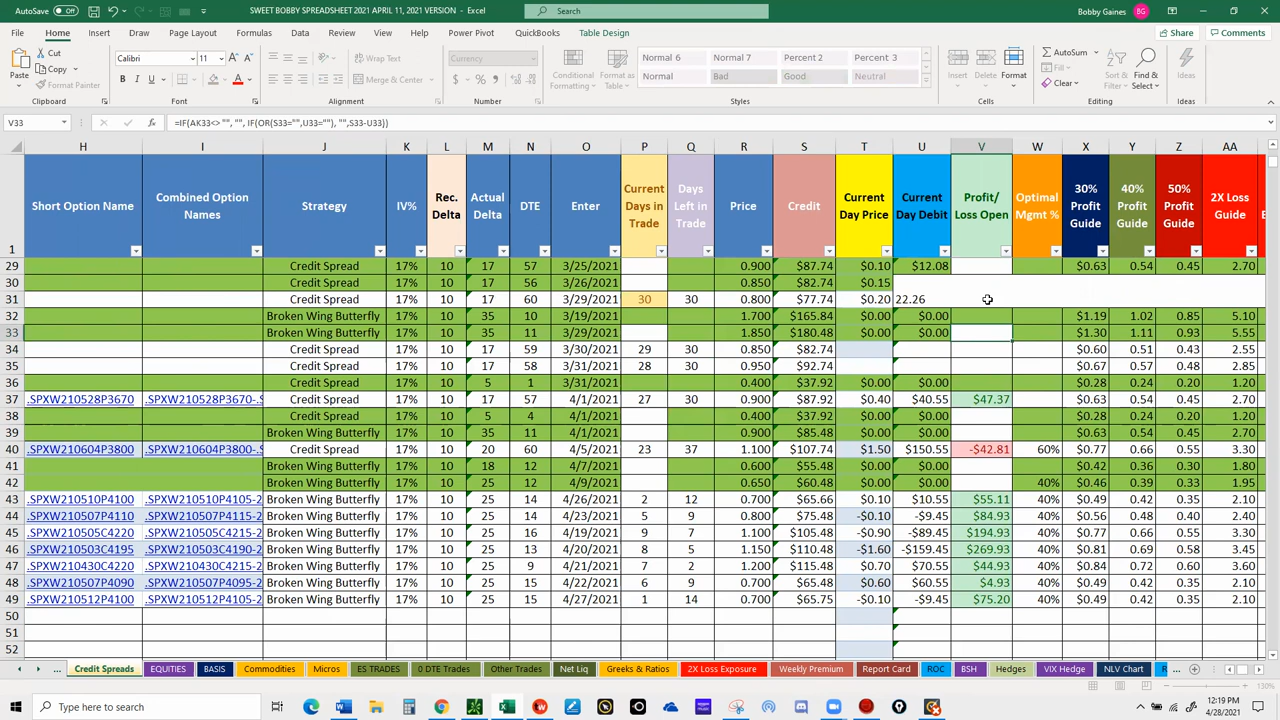 AutoSave Off SWEET BOBBY SPREADSHEET 2021 APRIL 11, 2021 VERSION - Excel Search Bobby Gaines BG
File Home Insert Draw Page Layout Formulas Data Review View Help Power Pivot QuickBooks Table Design Share Comments
Paste Cut Copy Format Painter
Calibri 11 B I U A A Merge & Center Currency $ % Conditional Formatting Format as Table
Normal 6 Normal 7 Percent 2 Percent 3
Normal Bad Good Neutral
Insert Delete Format AutoSum Fill Clear Sort & Filter Find & Select Ideas
Clipboard Font Alignment Number Styles Cells Editing Ideas
V33 fx =IF(AK33<> "", "", IF(OR(S33="",U33=""), "",S33-U33))
H I J K L M N O P Q R S T U V W X Y Z AA
1 Short Option Name Combined Option Names Strategy IV% Rec. Delta Actual Delta DTE Enter Current Days in Trade Days Left in Trade Price Credit Current Day Price Current Day Debit Profit/ Loss Open Optimal Mgmt % 30% Profit Guide 40% Profit Guide 50% Profit Guide 2X Loss Guide
29 Credit Spread 17% 10 17 57 3/25/2021 0.900 $87.74 $0.10 $12.08 $0.63 0.54 0.45 2.70
30 Credit Spread 17% 10 17 56 3/26/2021 0.850 $82.74 $0.15
31 Credit Spread 17% 10 17 60 3/29/2021 30 30 0.800 $77.74 $0.20 22.26
32 Broken Wing Butterfly 17% 10 35 10 3/19/2021 1.700 $165.84 $0.00 $0.00 $1.19 1.02 0.85 5.10
33 Broken Wing Butterfly 17% 10 35 11 3/29/2021 1.850 $180.48 $0.00 $0.00 $1.30 1.11 0.93 5.55
34 Credit Spread 17% 10 17 59 3/30/2021 29 30 0.850 $82.74 $0.60 0.51 0.43 2.55
35 Credit Spread 17% 10 17 58 3/31/2021 28 30 0.950 $92.74 $0.67 0.57 0.48 2.85
36 Credit Spread 17% 10 5 1 3/31/2021 0.400 $37.92 $0.00 $0.00 $0.28 0.24 0.20 1.20
37 .SPXW210528P3670 .SPXW210528P3670-.S Credit Spread 17% 10 17 57 4/1/2021 27 30 0.900 $87.92 $0.40 $40.55 $47.37 $0.63 0.54 0.45 2.70
38 Credit Spread 17% 10 5 4 4/1/2021 0.400 $37.92 $0.00 $0.00 $0.28 0.24 0.20 1.20
39 Broken Wing Butterfly 17% 10 35 11 4/1/2021 0.900 $85.48 $0.00 $0.00 $0.63 0.54 0.45 2.70
40 .SPXW210604P3800 .SPXW210604P3800-.S Credit Spread 17% 10 20 60 4/5/2021 23 37 1.100 $107.74 $1.50 $150.55 -$42.81 60% $0.77 0.66 0.55 3.30
41 Broken Wing Butterfly 17% 10 18 12 4/7/2021 0.600 $55.48 $0.00 $0.00 $0.42 0.36 0.30 1.80
42 Broken Wing Butterfly 17% 10 25 12 4/9/2021 0.650 $60.48 $0.00 $0.00 40% $0.46 0.39 0.33 1.95
43 .SPXW210510P4100 .SPXW210510P4105-2 Broken Wing Butterfly 17% 10 25 14 4/26/2021 2 12 0.700 $65.66 $0.10 $10.55 $55.11 40% $0.49 0.42 0.35 2.10
44 .SPXW210507P4110 .SPXW210507P4115-2 Broken Wing Butterfly 17% 10 25 14 4/23/2021 5 9 0.800 $75.48 -$0.10 -$9.45 $84.93 40% $0.56 0.48 0.40 2.40
45 .SPXW210505C4220 .SPXW210505C4215-2 Broken Wing Butterfly 17% 10 25 16 4/19/2021 9 7 1.100 $105.48 -$0.90 -$89.45 $194.93 40% $0.77 0.66 0.55 3.30
46 .SPXW210503C4195 .SPXW210503C4190-2 Broken Wing Butterfly 17% 10 25 13 4/20/2021 8 5 1.150 $110.48 -$1.60 -$159.45 $269.93 40% $0.81 0.69 0.58 3.45
47 .SPXW210430C4220 .SPXW210430C4215-2 Broken Wing Butterfly 17% 10 25 9 4/21/2021 7 2 1.200 $115.48 $0.70 $70.55 $44.93 40% $0.84 0.72 0.60 3.60
48 .SPXW210507P4090 .SPXW210507P4095-2 Broken Wing Butterfly 17% 10 25 15 4/22/2021 6 9 0.700 $65.48 $0.60 $60.55 $4.93 40% $0.49 0.42 0.35 2.10
49 .SPXW210512P4100 .SPXW210512P4105-2 Broken Wing Butterfly 17% 10 25 15 4/27/2021 1 14 0.700 $65.75 -$0.10 -$9.45 $75.20 40% $0.49 0.42 0.35 2.10
50
51
52
... Credit Spreads EQUITIES BASIS Commodities Micros ES TRADES 0 DTE Trades Other Trades Net Liq Greeks & Ratios 2X Loss Exposure Weekly Premium Report Card ROC BSH Hedges VIX Hedge NLV Chart R ...
130%
Type here to search 12:19 PM
4/28/2021